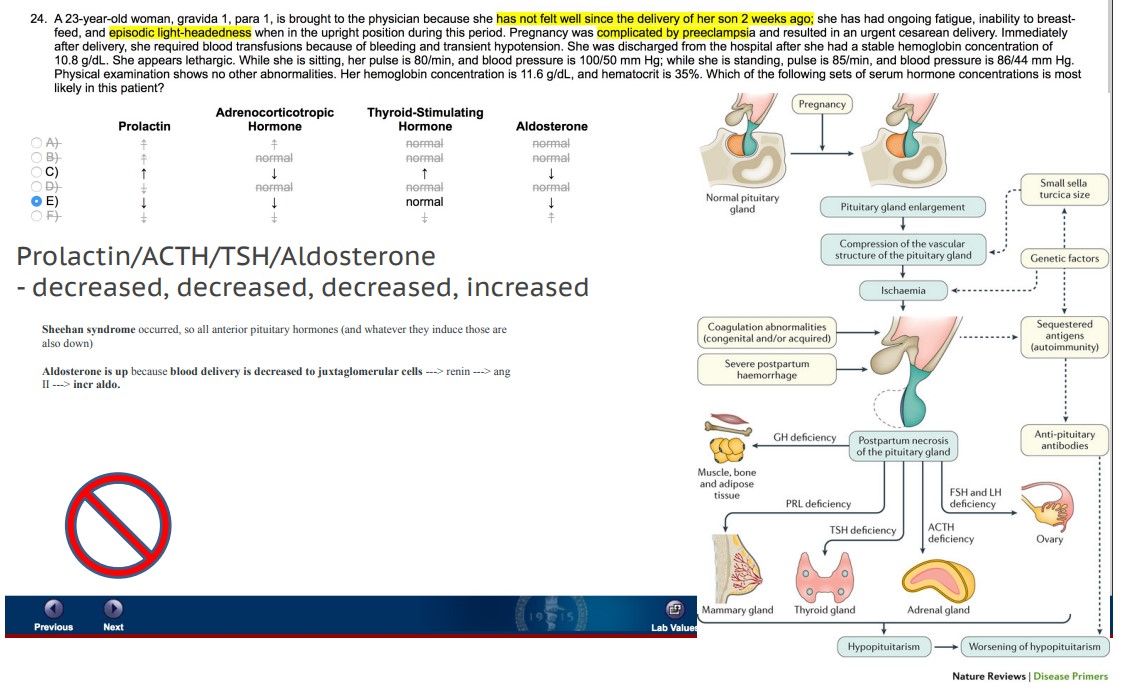 24. A 23-year-old woman, gravida 1, para 1, is brought to the physician because she has not felt well since the delivery of her son 2 weeks ago; she has had ongoing fatigue, inability to breast-
feed, and episodic light-headedness when in the upright position during this period. Pregnancy was complicated by preeclampsia and resulted in an urgent cesarean delivery. Immediately
after delivery, she required blood transfusions because of bleeding and transient hypotension. She was discharged from the hospital after she had a stable hemoglobin concentration of
10.8 g/dL. She appears lethargic. While she is sitting, her pulse is 80/min, and blood pressure is 100/50 mm Hg; while she is standing, pulse is 85/min, and blood pressure is 86/44 mm Hg.
Physical examination shows no other abnormalities. Her hemoglobin concentration is 11.6 g/dL, and hematocrit is 35%. Which of the following sets of serum hormone concentrations is most
likely in this patient?
Prolactin Adrenocorticotropic Hormone Thyroid-Stimulating Hormone Aldosterone
A) ↑ ↑ normal normal
B) ↑ normal normal normal
C) ↑ ↓ ↑ ↓
D) ↓ normal normal normal
E) ↓ ↓ normal ↓
F) ↓ ↓ ↓ ↑
Prolactin/ACTH/TSH/Aldosterone
- decreased, decreased, decreased, increased
Sheehan syndrome occurred, so all anterior pituitary hormones (and whatever they induce those are
also down)
Aldosterone is up because blood delivery is decreased to juxtaglomerular cells ---> renin ---> ang
II ---> incr aldo.
Pregnancy
Normal pituitary
gland
Pituitary gland enlargement
Small sella
turcica size
Compression of the vascular
structure of the pituitary gland
Genetic factors
Ischaemia
Coagulation abnormalities
(congenital and/or acquired)
Sequestered
antigens
(autoimmunity)
Severe postpartum
haemorrhage
GH deficiency
Postpartum necrosis
of the pituitary gland
Anti-pituitary
antibodies
Muscle, bone
and adipose
tissue
PRL deficiency
FSH and LH
deficiency
TSH deficiency
ACTH
deficiency
Ovary
Mammary gland
Thyroid gland
Adrenal gland
Hypopituitarism
Worsening of hypopituitarism
Nature Reviews | Disease Primers
Previous
Next
1915
Lab Values